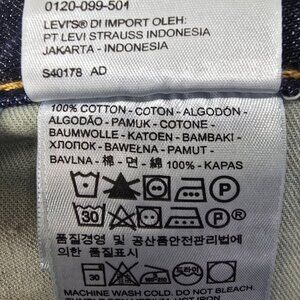 0120-099-501
LEVI'S® DI IMPORT OLEH:
PT LEVI STRAUSS INDONESIA
JAKARTA - INDONESIA
S40178 AD
100% COTTON - COTON - ALGODÓN -
ALGODÃO - PAMUK - COTONE -
BAUMWOLLE - KATOEN - BAMBAKI -
ХЛОПОК - BAWEŁNA - PAMUT -
BAVLNA - 棉 - 면 - 綿 100% - KAPAS
P
30
P
품질경영 및 공산품안전관리법에
의한 품질표시
30
MACHINE WASH COLD. DO NOT BLEACH.